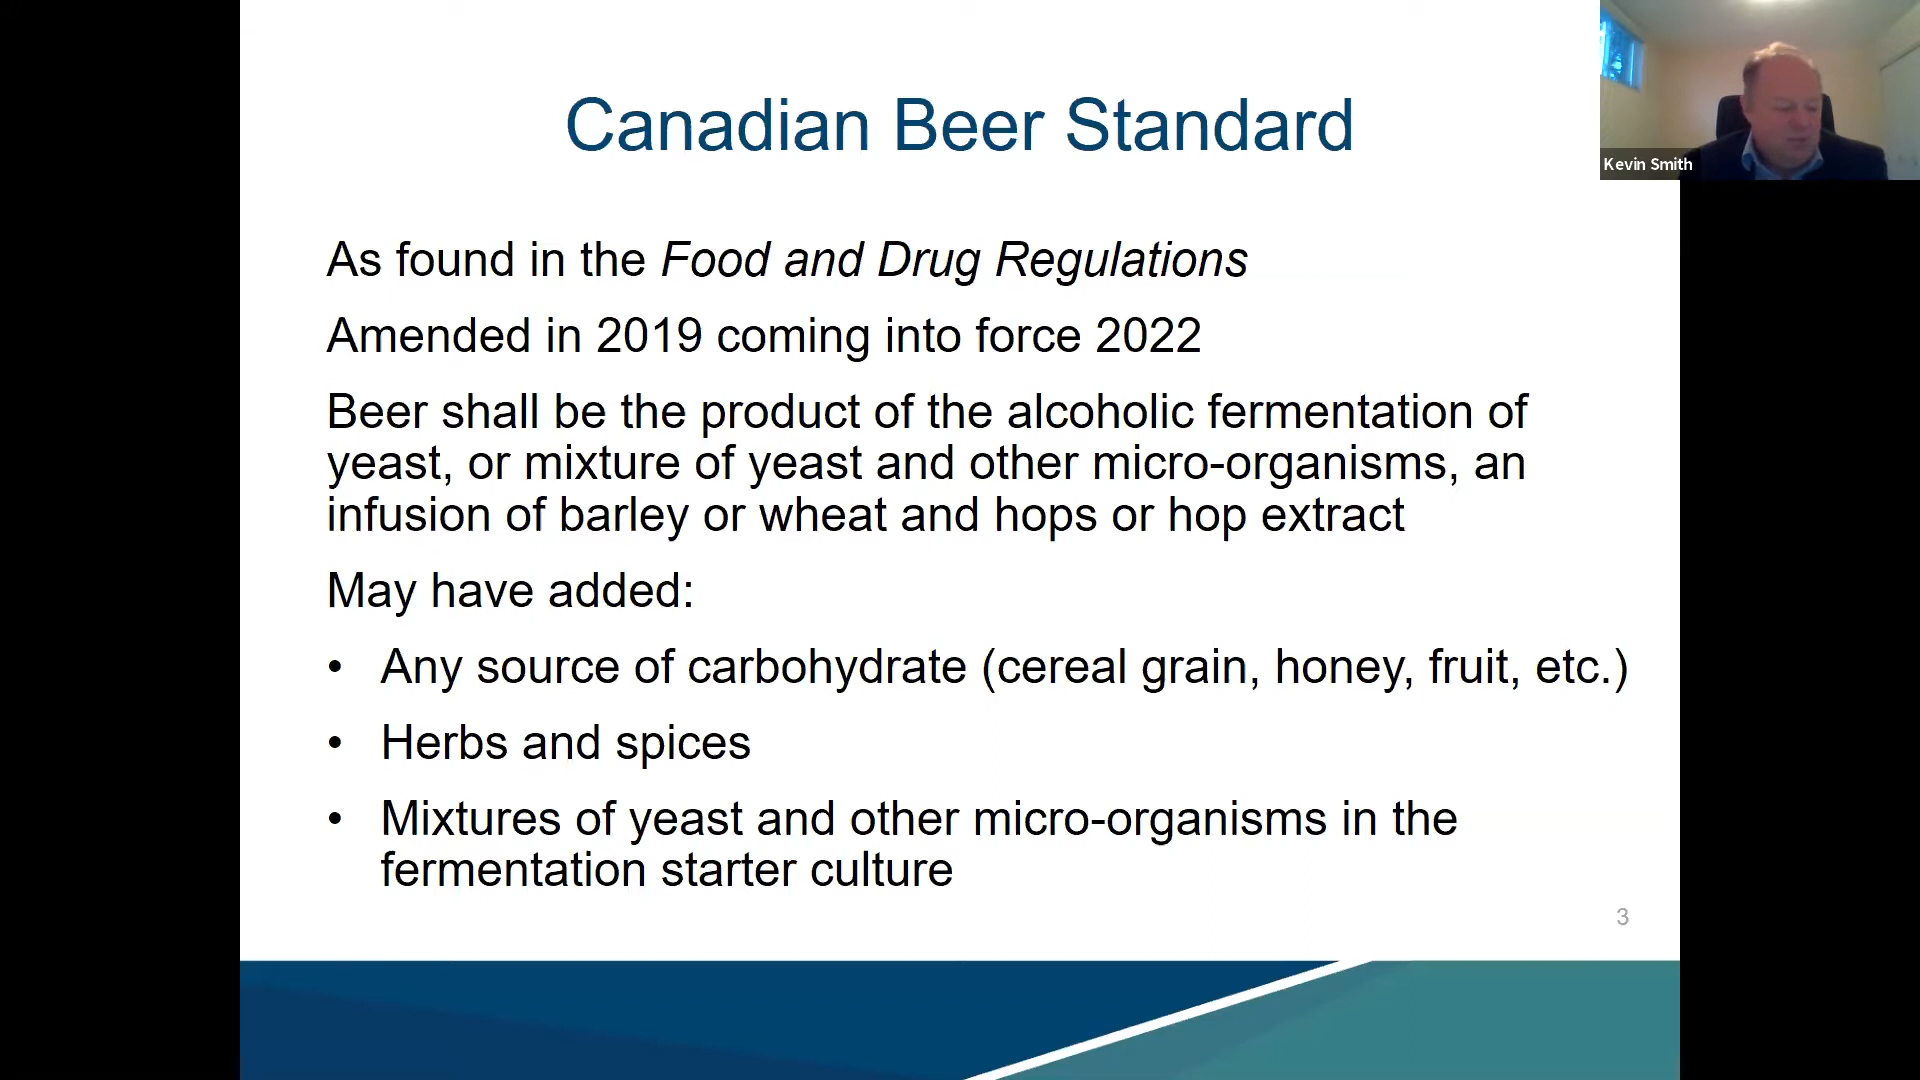 Canadian Beer Standard
Kevin Smith
As found in the Food and Drug Regulations
Amended in 2019 coming into force 2022
Beer shall be the product of the alcoholic fermentation of
yeast, or mixture of yeast and other micro-organisms, an
infusion of barley or wheat and hops or hop extract
May have added:
• Any source of carbohydrate (cereal grain, honey, fruit, etc.)
• Herbs and spices
• Mixtures of yeast and other micro-organisms in the
fermentation starter culture
3